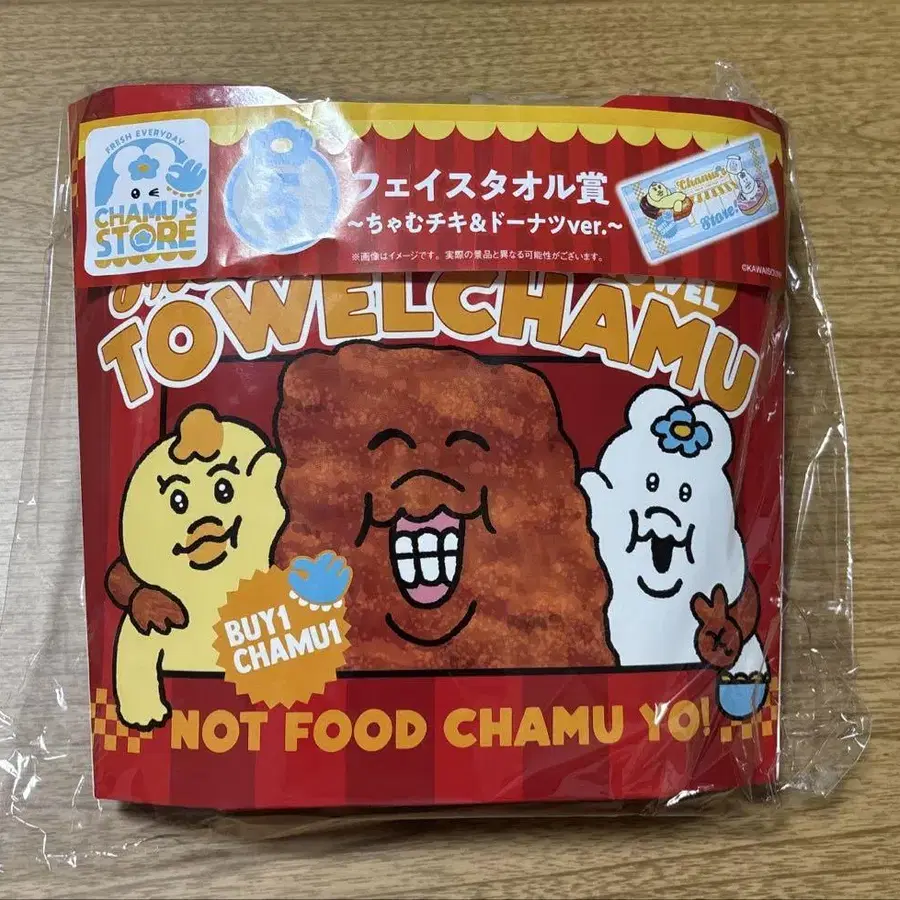 FRESH EVERYDAY
CHAMU'S
STORE
5
フェイスタオル賞
～ちゃむチキ&ドーナツver.～
※画像はイメージです。実際の景品と異なる可能性がございます。
Chamu's
Store
TOWELCHAMU
BUY1
CHAMU1
NOT FOOD CHAMU YO!